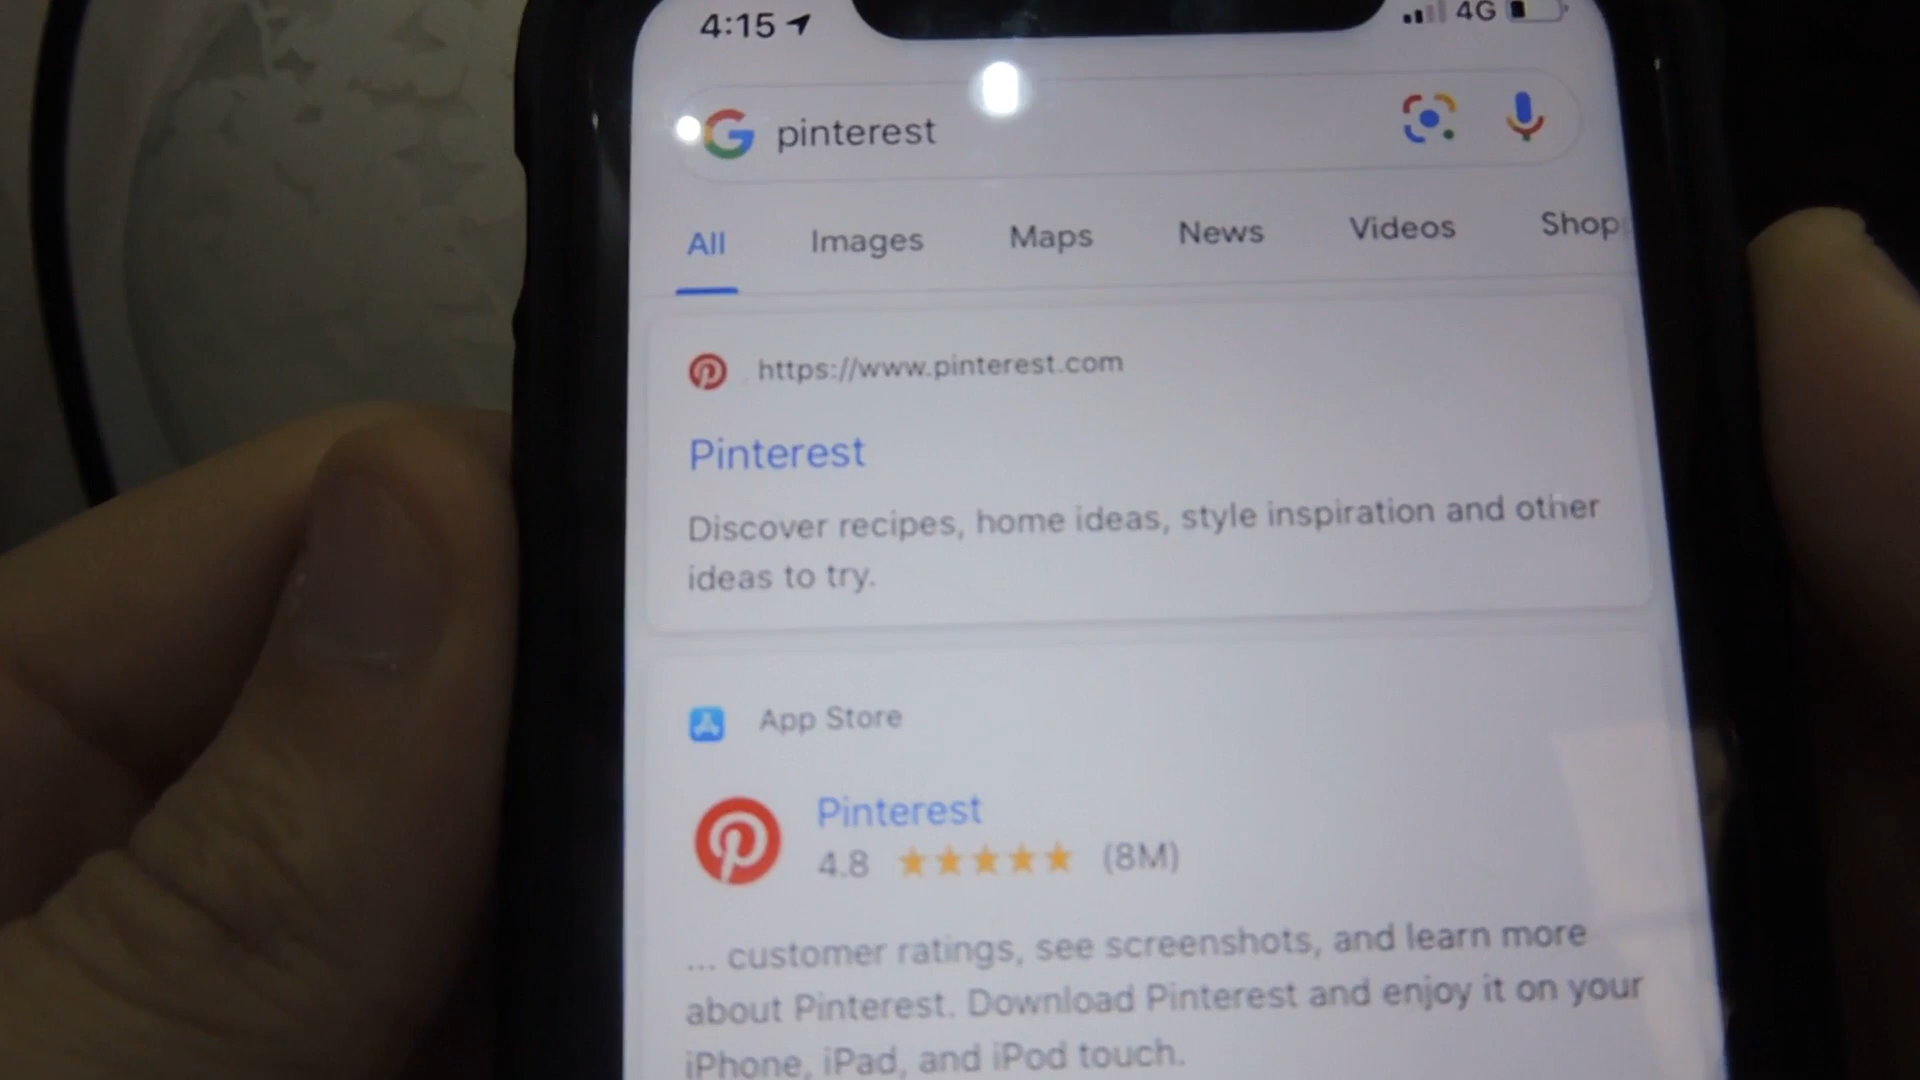 4:15 4G
pinterest
All Images Maps News Videos Shop
https://www.pinterest.com
Pinterest
Discover recipes, home ideas, style inspiration and other
ideas to try.
App Store
Pinterest
4.8 ★★★★★ (8M)
... customer ratings, see screenshots, and learn more
about Pinterest. Download Pinterest and enjoy it on your
iPhone, iPad, and iPod touch.